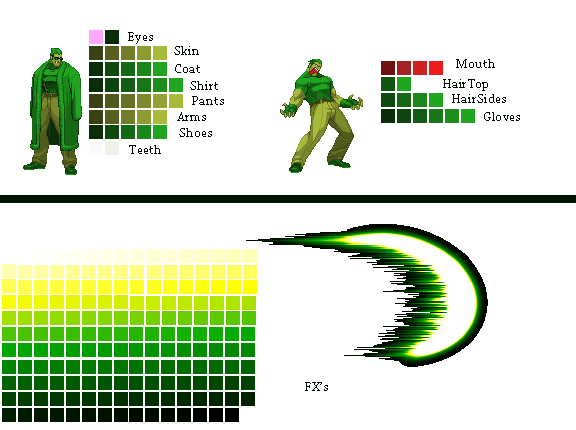 Eyes
Skin
Coat
Shirt
Pants
Arms
Shoes
Teeth
Mouth
HairTop
HairSides
Gloves
FX's